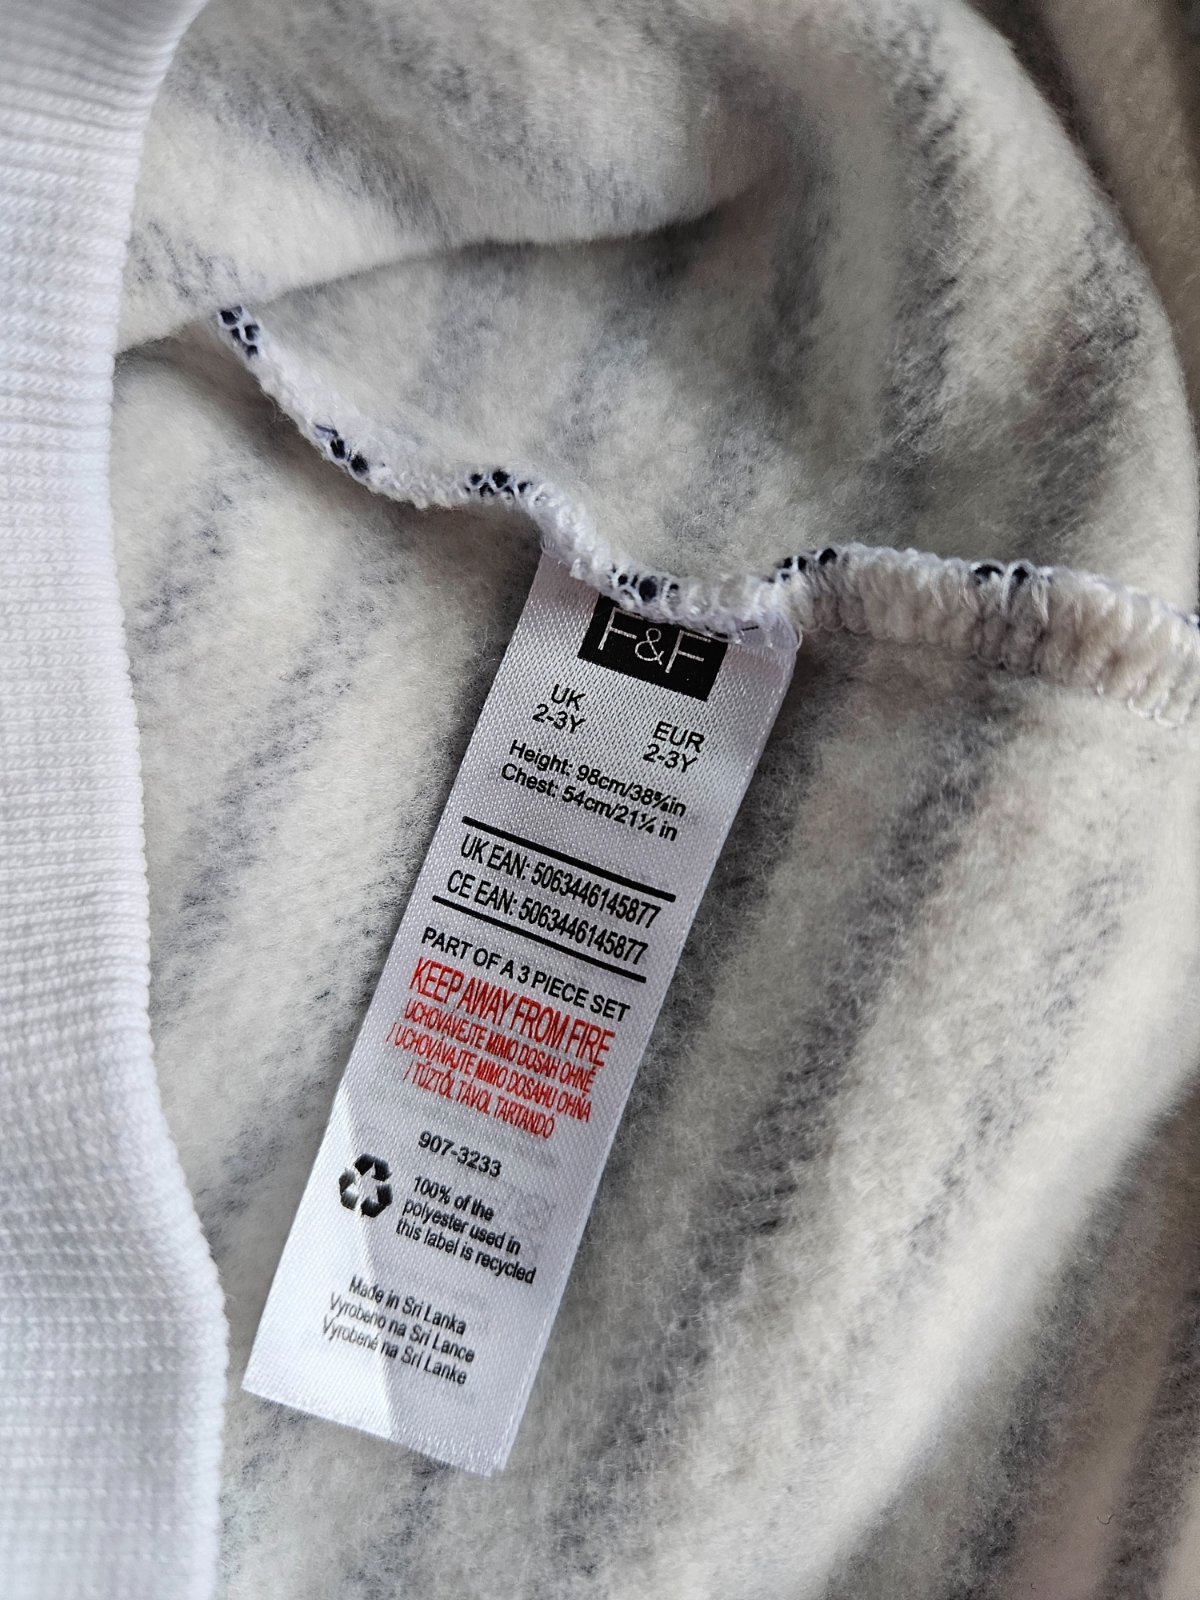 F&F
UK
2-3Y
EUR
2-3Y
Height: 98cm/38⅝in
Chest: 54cm/21¼ in
UK EAN: 5063446145877
CE EAN: 5063446145877
PART OF A 3 PIECE SET
KEEP AWAY FROM FIRE
UCHOVÁVEJTE MIMO DOSAH OHNĚ
/ UCHOVÁVAJTE MIMO DOSAHU OHŇA
/ TŰZTŐL TÁVOL TARTANDÓ
907-3233
100% of the
polyester used in
this label is recycled
Made in Sri Lanka
Vyrobeno na Srí Lance
Vyrobené na Srí Lanke